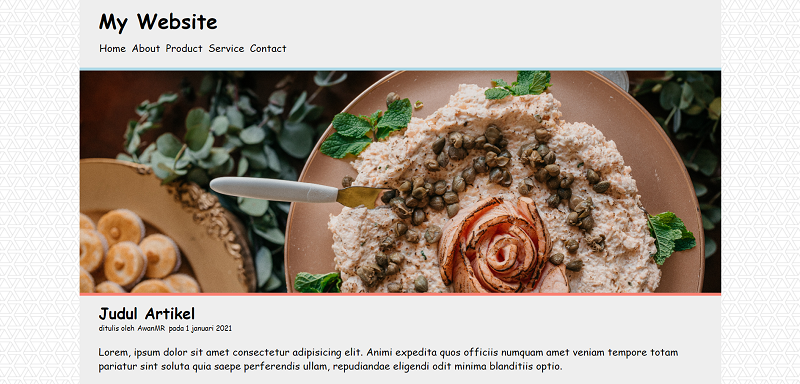 My Website
Home About Product Service Contact
Judul Artikel
ditulis oleh AwanMR pada 1 januari 2021
Lorem, ipsum dolor sit amet consectetur adipisicing elit. Animi expedita quos officiis numquam amet veniam tempore totam
pariatur sint soluta quia saepe perferendis ullam, repudiandae eligendi odit minima blanditiis optio.